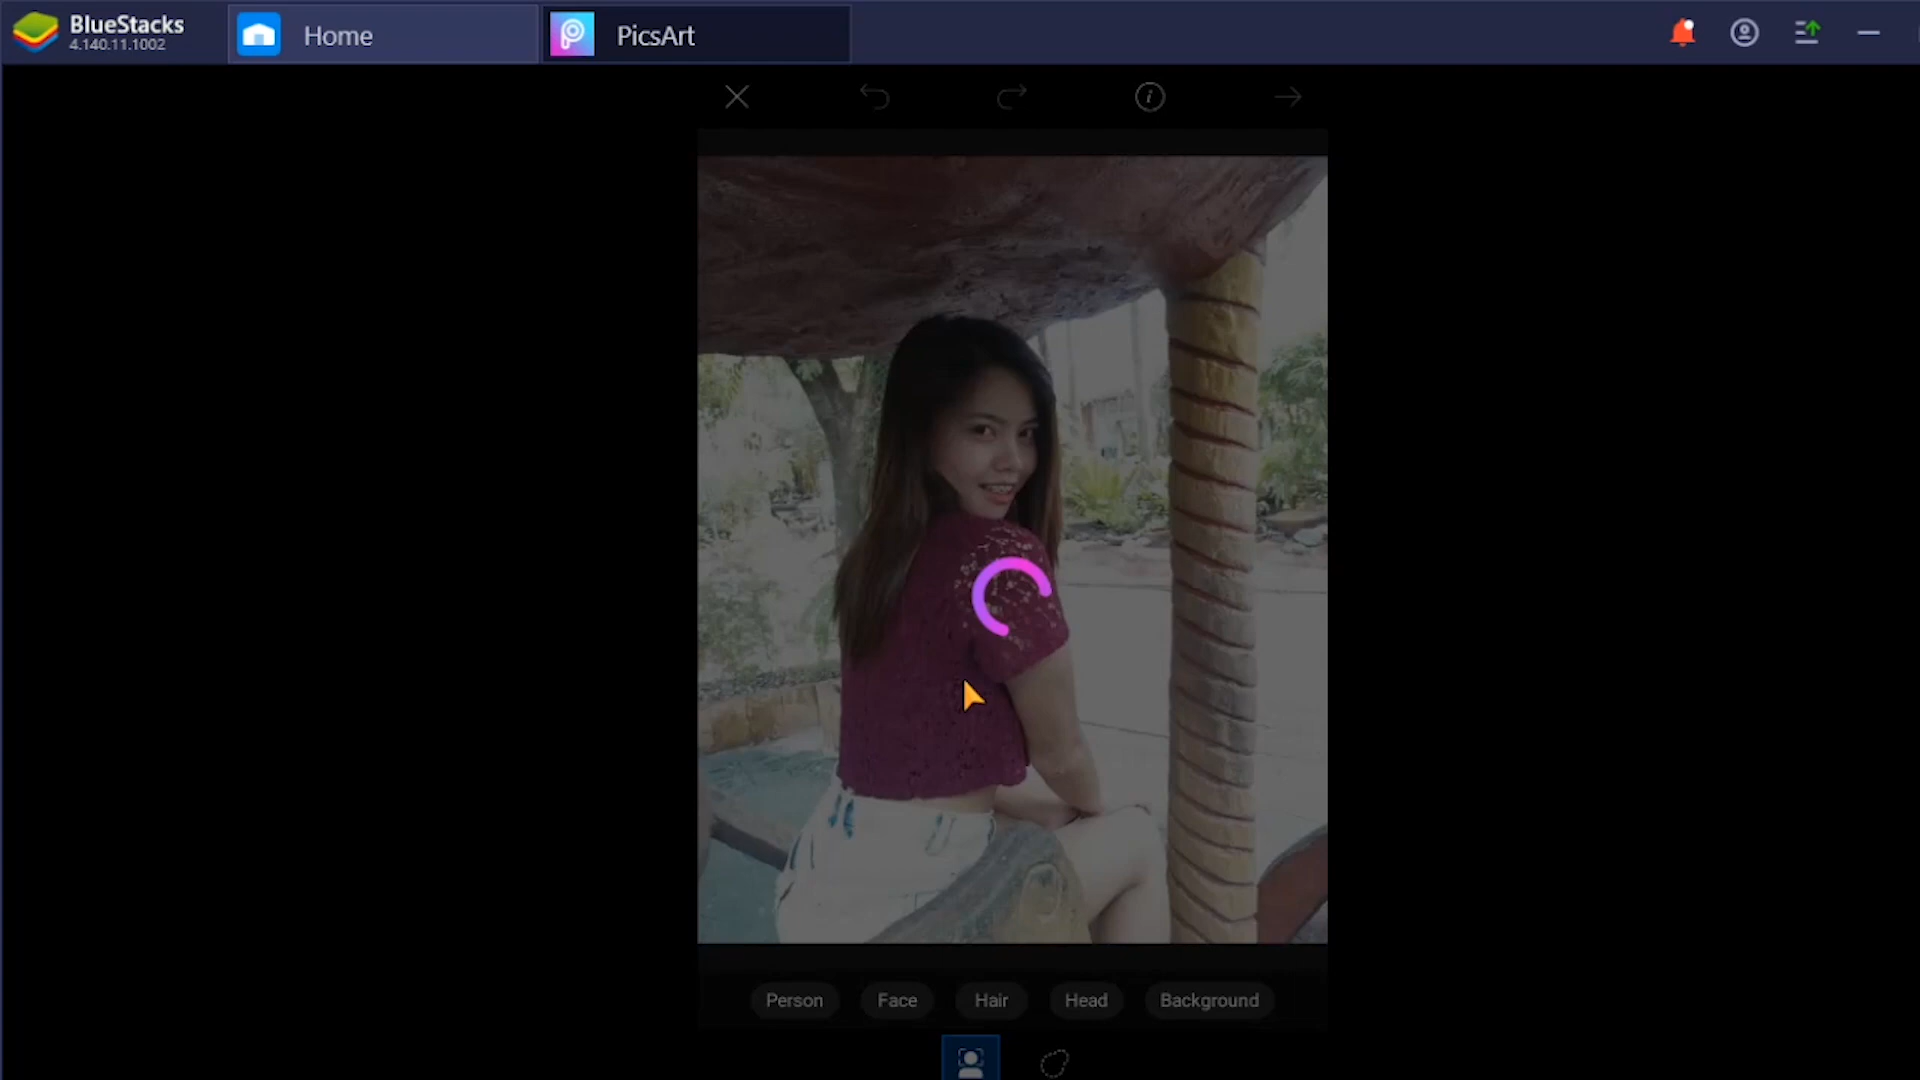 BlueStacks
4.140.11.1002
Home
PicsArt
Person
Face
Hair
Head
Background